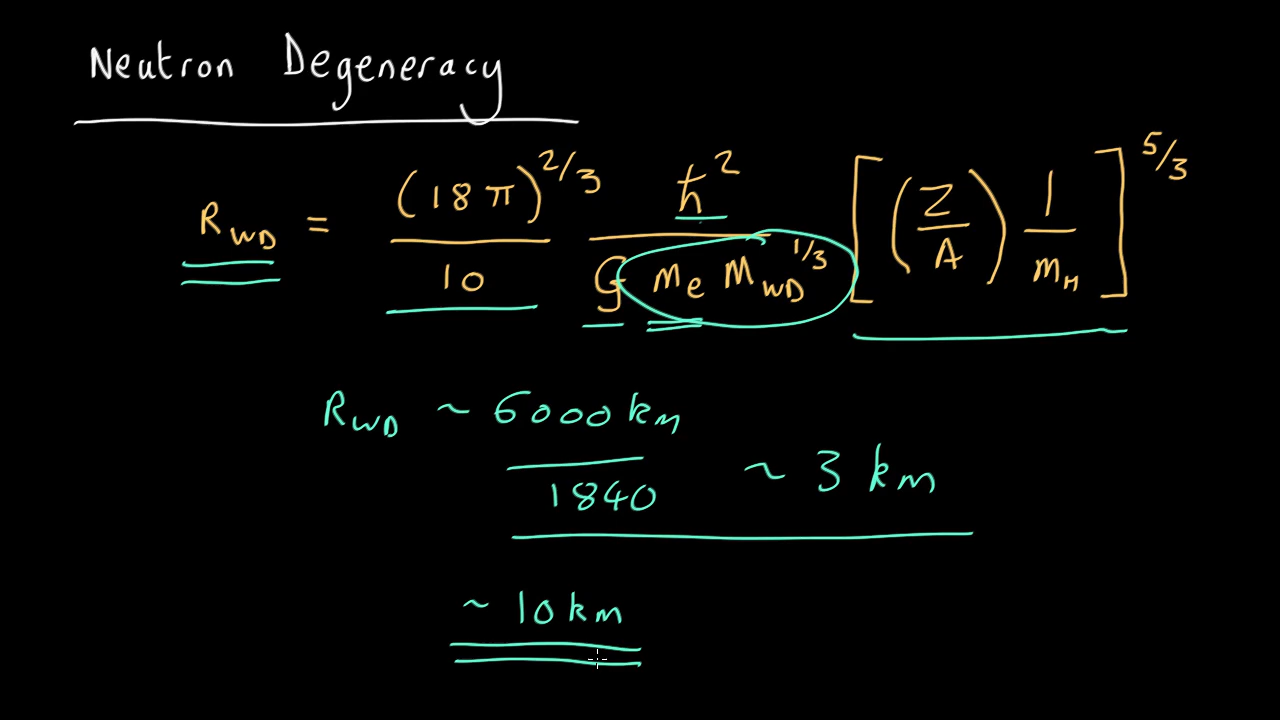 Neutron Degeneracy
R_WD = (18π)^2/3 / 10 ħ^2 / G m_e M_WD^1/3 [(Z/A) 1/m_H]^5/3
R_WD ~ 6000 km
/ 1840 ~ 3 km
~ 10 km